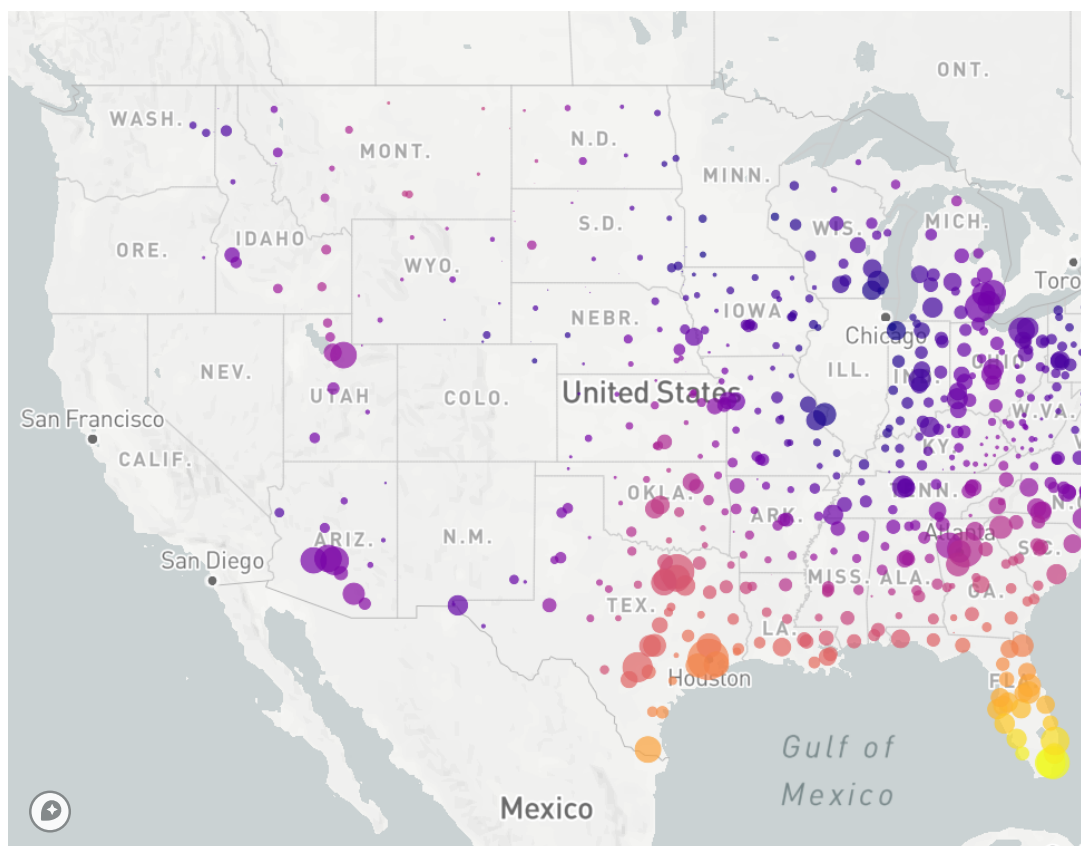 ONT.
WASH.
N.D.
MONT.
MINN.
MICH.
S.D.
WIS.
IDAHO
ORE.
WYO.
Toro
IOWA
NEBR.
Chicago
OHIO
NEV.
ILL.
IN
United States
UTAH
COLO.
W.VA.
San Francisco
KY.
CALIF.
OKLA.
TENN.
N.C
ARK.
Atlanta
ARIZ.
N.M.
S.C.
San Diego
MISS.
ALA.
GA.
TEX.
LA.
Houston
FLA.
Gulf of
Mexico
Mexico